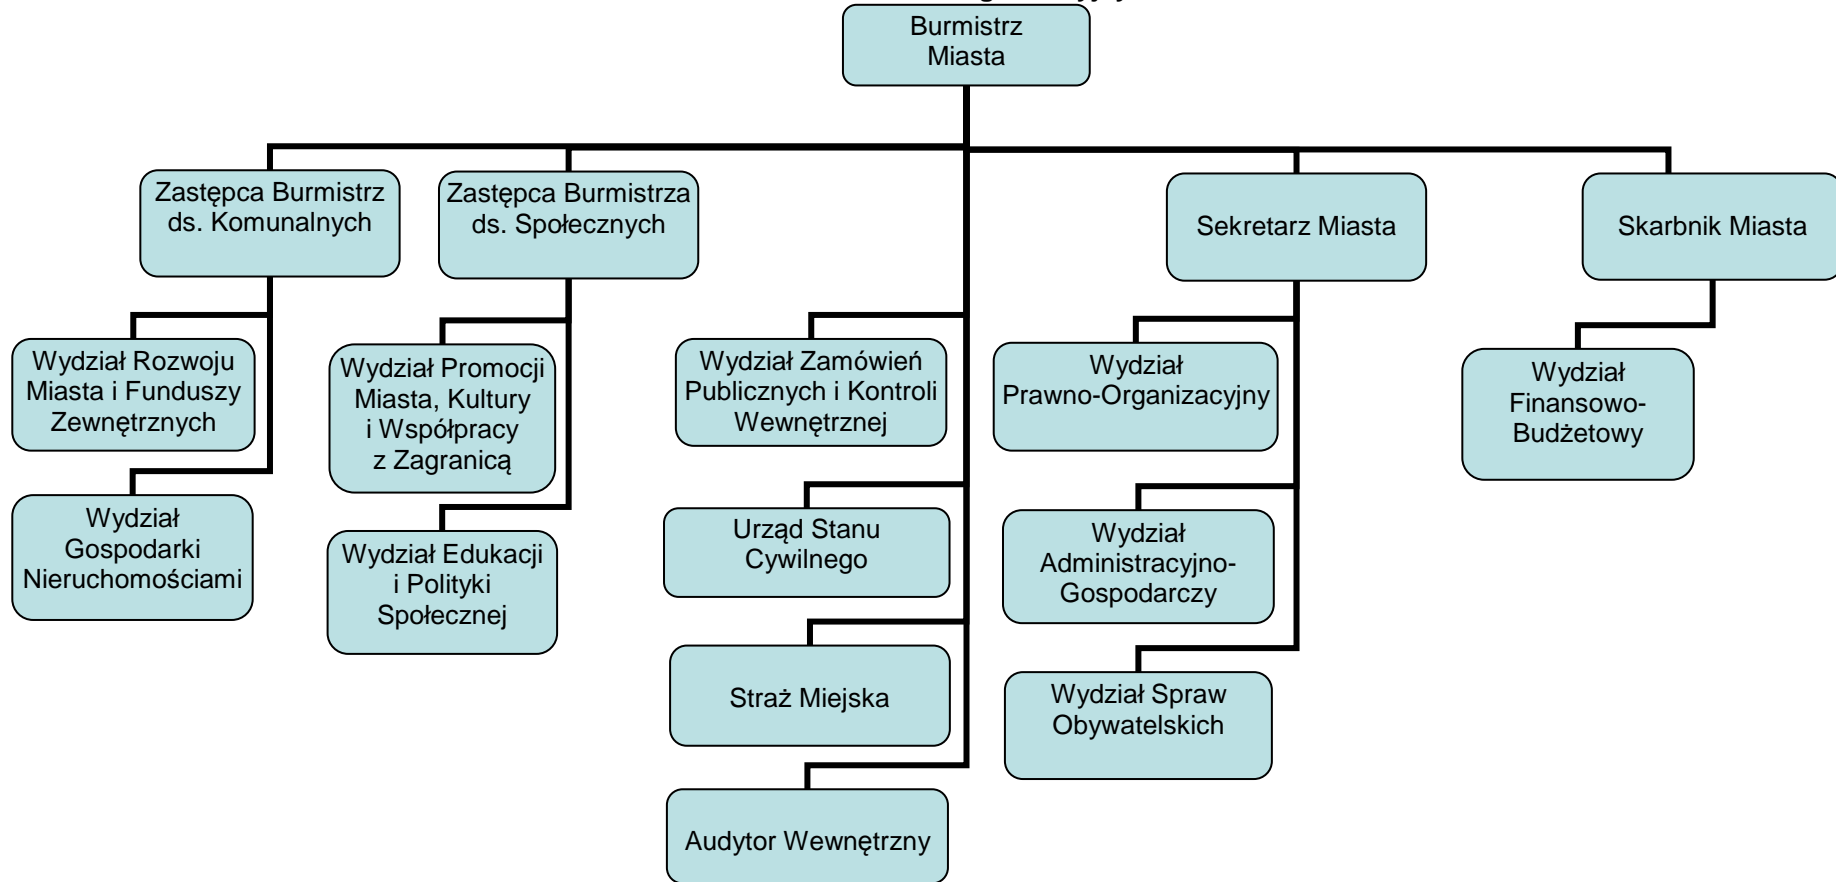 Burmistrz
Miasta
Zastępca Burmistrz
ds. Komunalnych
Zastępca Burmistrza
ds. Społecznych
Sekretarz Miasta
Skarbnik Miasta
Wydział Rozwoju
Miasta i Funduszy
Zewnętrznych
Wydział Promocji
Miasta, Kultury
i Współpracy
z Zagranicą
Wydział Zamówień
Publicznych i Kontroli
Wewnętrznej
Wydział
Prawno-Organizacyjny
Wydział
Finansowo-
Budżetowy
Wydział
Gospodarki
Nieruchomościami
Wydział Edukacji
i Polityki
Społecznej
Urząd Stanu
Cywilnego
Wydział
Administracyjno-
Gospodarczy
Straż Miejska
Wydział Spraw
Obywatelskich
Audytor Wewnętrzny